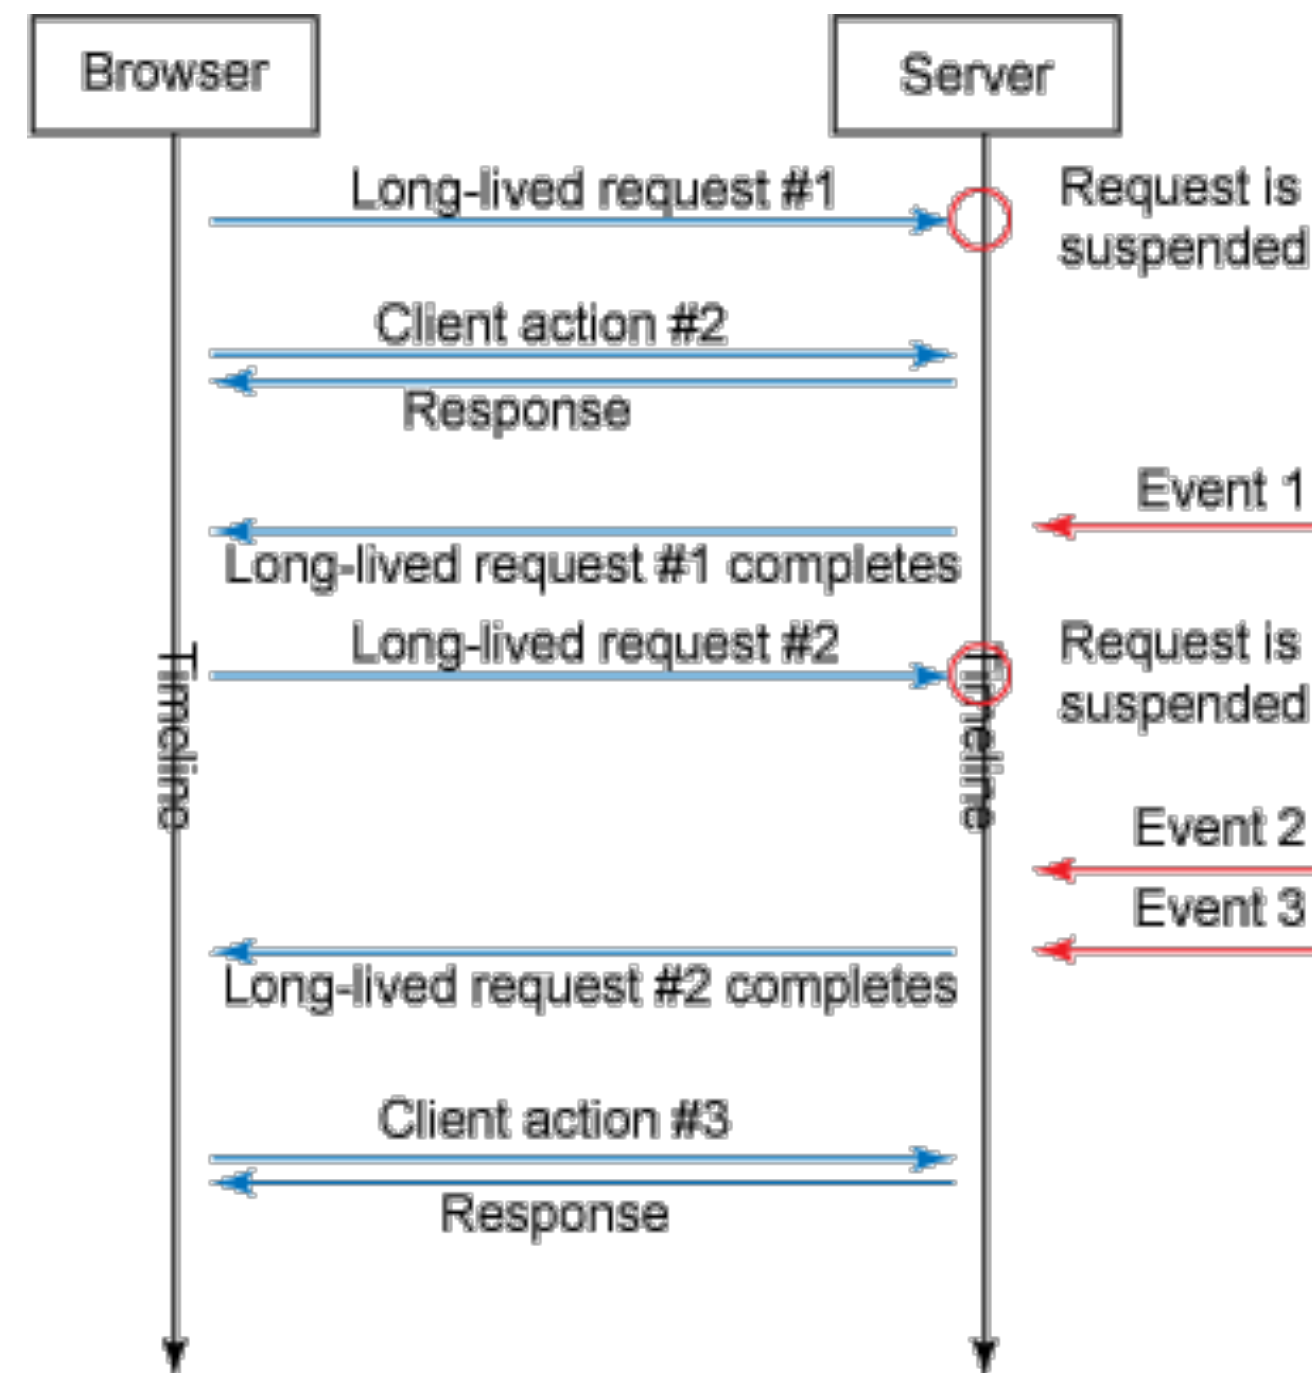 Browser
Server
Long-lived request #1
Request is
suspended
Client action #2
Response
Event 1
Long-lived request #1 completes
Long-lived request #2
Request is
suspended
Timeline
Timeline
Event 2
Event 3
Long-lived request #2 completes
Client action #3
Response